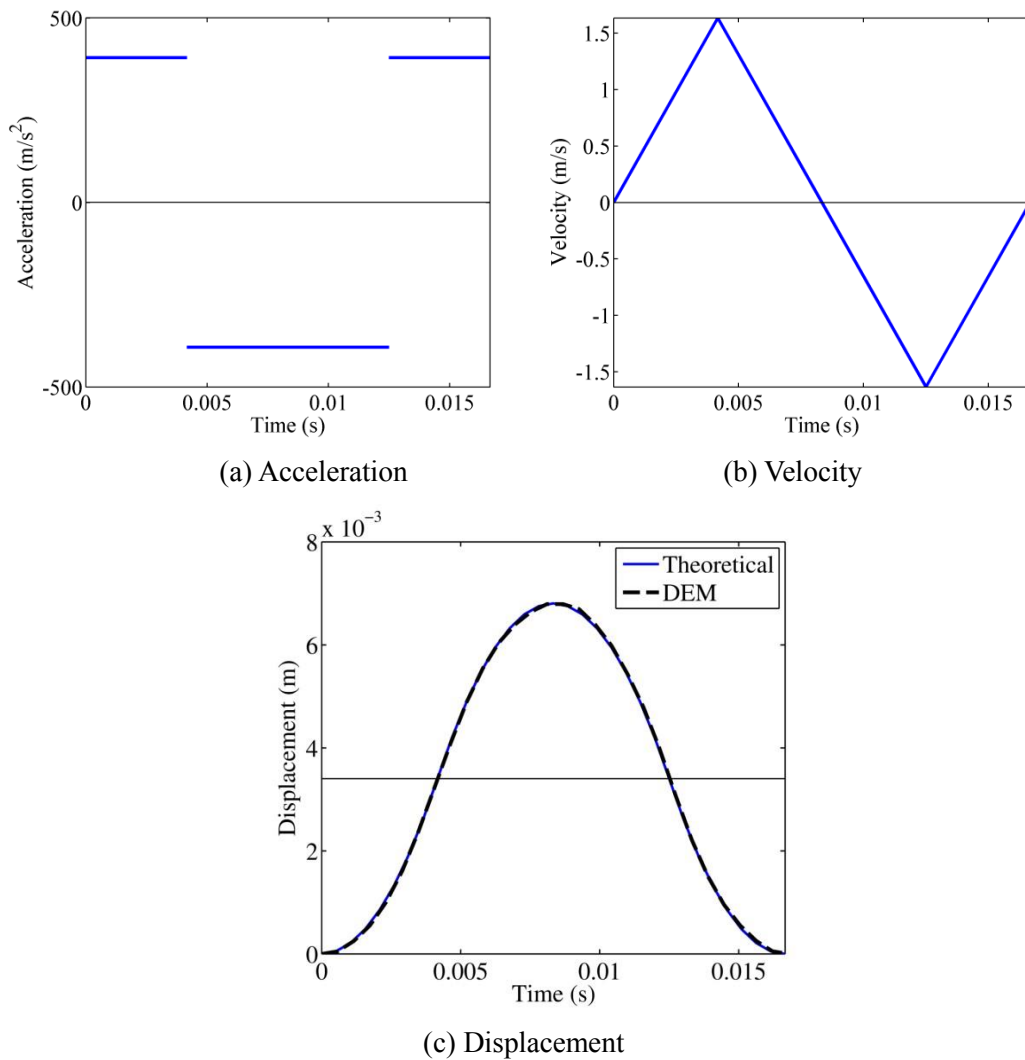 500
0
-500
Acceleration (m/s²)
0 0.005 0.01 0.015
Time (s)
(a) Acceleration
1.5
1
0.5
0
-0.5
-1
-1.5
Velocity (m/s)
0 0.005 0.01 0.015
Time (s)
(b) Velocity
x 10⁻³
8
6
4
2
0
Displacement (m)
Theoretical
DEM
0 0.005 0.01 0.015
Time (s)
(c) Displacement